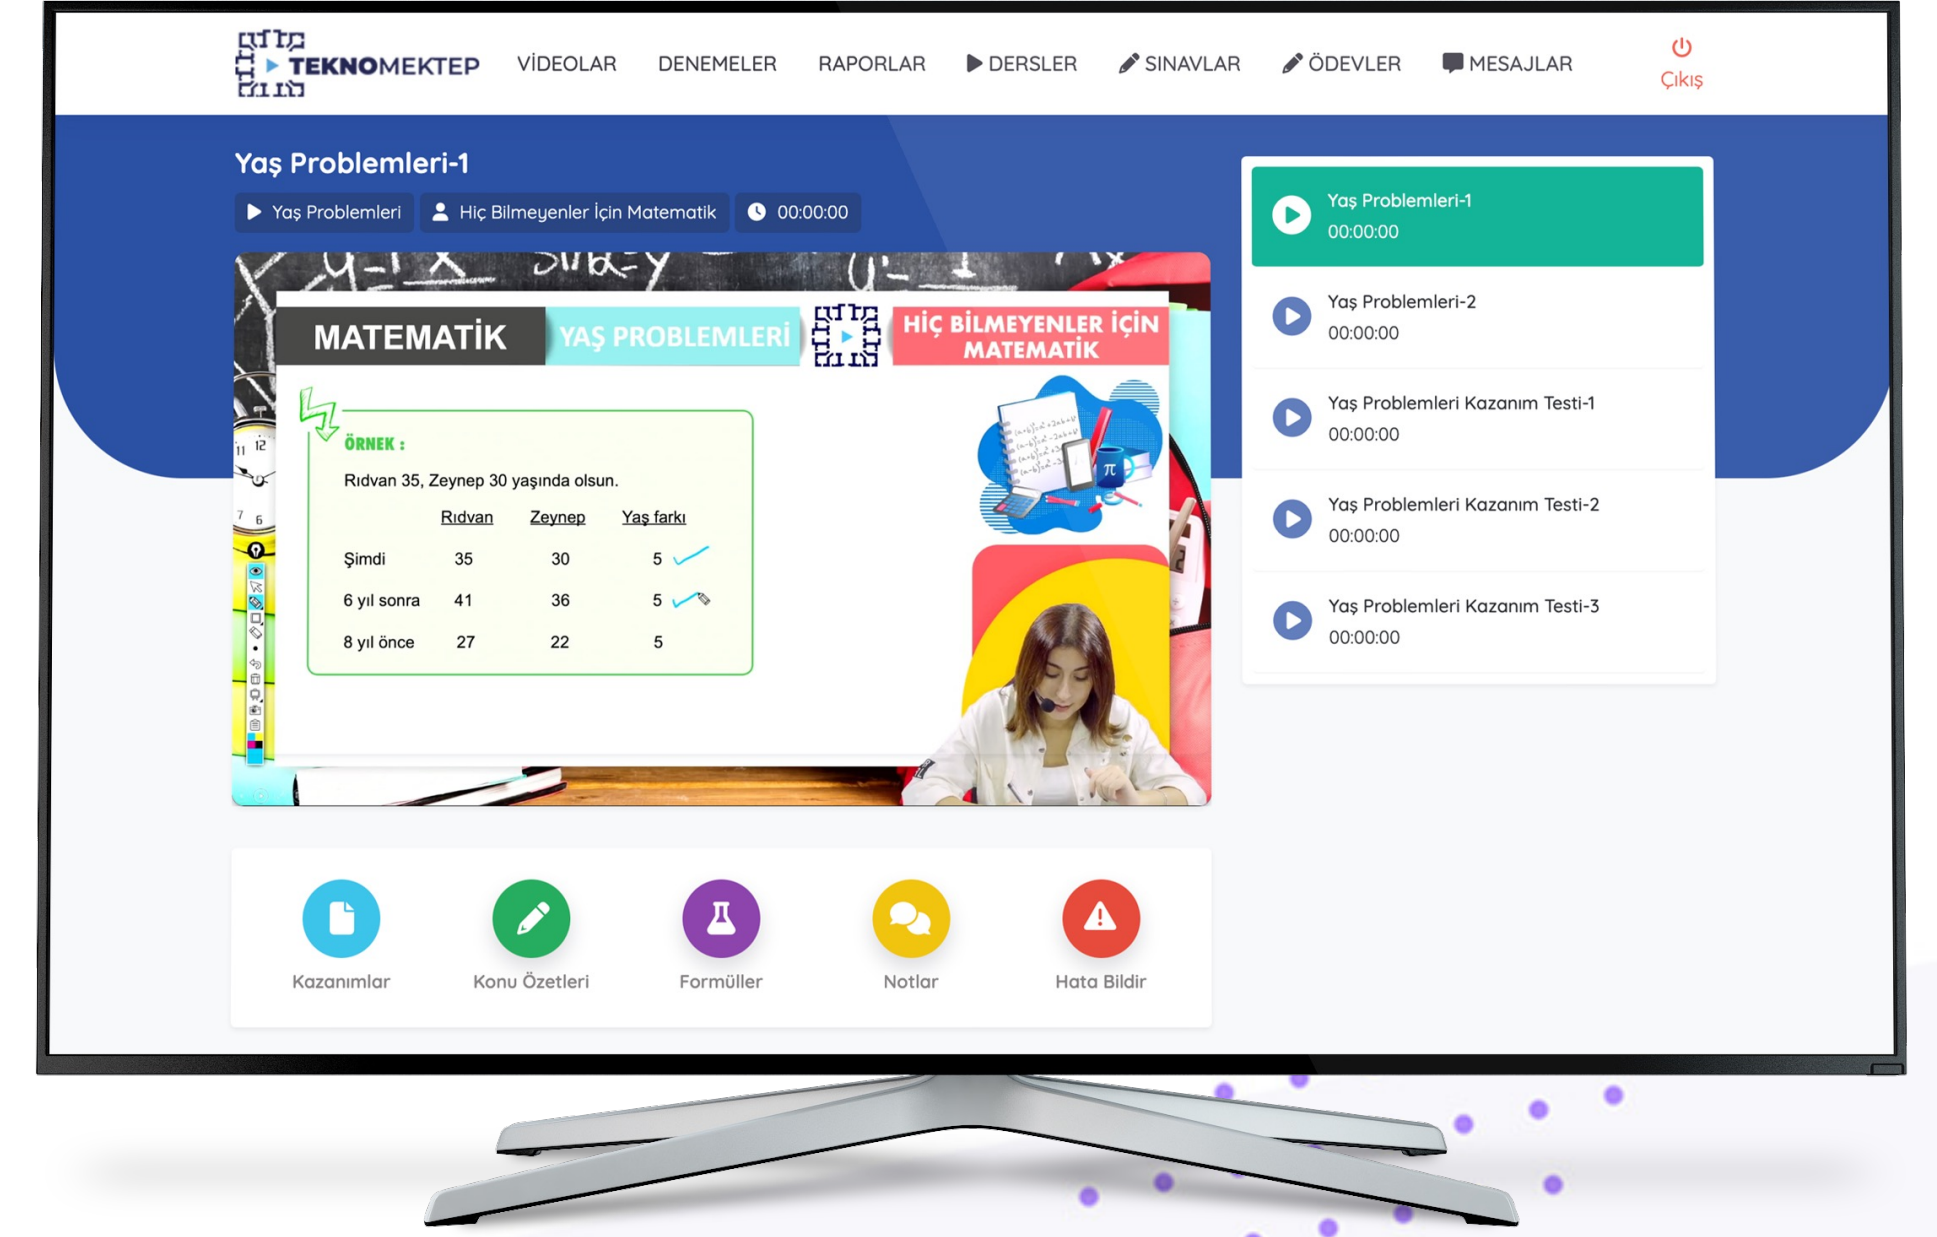 TEKNOMEKTEP
VİDEOLAR
DENEMELER
RAPORLAR
DERSLER
SINAVLAR
ÖDEVLER
MESAJLAR
Çıkış
Yaş Problemleri-1
Yaş Problemleri
Hiç Bilmeyenler İçin Matematik
00:00:00
MATEMATİK
YAŞ PROBLEMLERİ
HİÇ BİLMEYENLER İÇİN
MATEMATİK
ÖRNEK :
Rıdvan 35, Zeynep 30 yaşında olsun.
Rıdvan Zeynep Yaş farkı
Şimdi 35 30 5
6 yıl sonra 41 36 5
8 yıl önce 27 22 5
11 12
7 6
π
Yaş Problemleri-1
00:00:00
Yaş Problemleri-2
00:00:00
Yaş Problemleri Kazanım Testi-1
00:00:00
Yaş Problemleri Kazanım Testi-2
00:00:00
Yaş Problemleri Kazanım Testi-3
00:00:00
Kazanımlar
Konu Özetleri
Formüller
Notlar
Hata Bildir